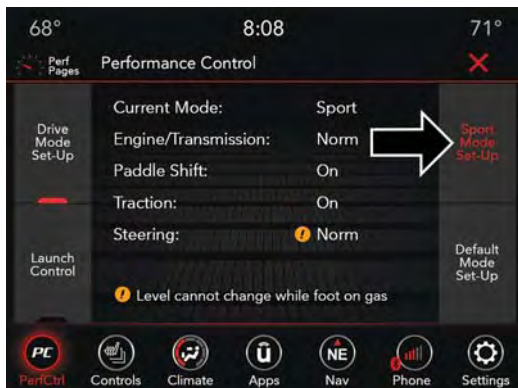 68°
8:08
71°
Perf
Pages
Performance Control
Drive
Mode
Set-Up
Launch
Control
Current Mode: Sport
Engine/Transmission: Norm
Paddle Shift: On
Traction: On
Steering: ! Norm
! Level cannot change while foot on gas
Sport
Mode
Set-Up
Default
Mode
Set-Up
PC
PerfCtrl
Controls
Climate
û
Apps
NE
Nav
Phone
Settings